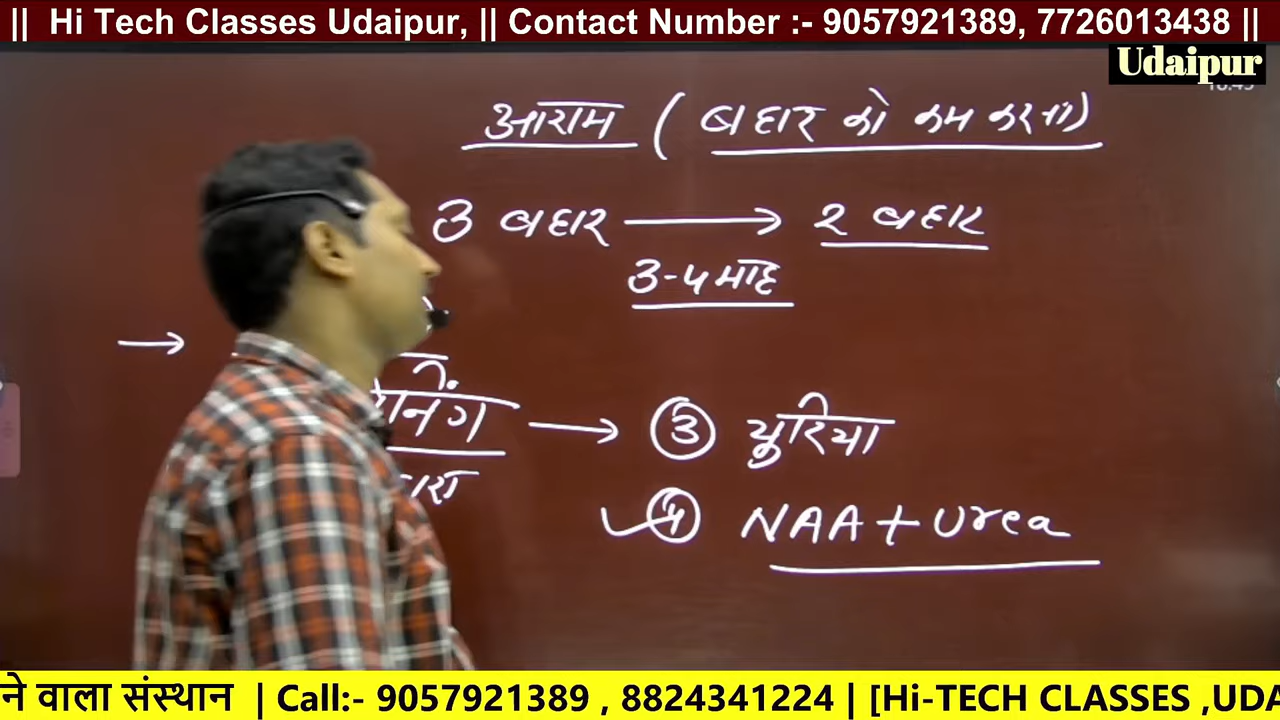 || Hi Tech Classes Udaipur, || Contact Number :- 9057921389, 7726013438 ||
Udaipur
आराम ( बहार को कम करना)
3 बहार → 2 बहार
3-4 माह
→
→ ③ यूरिया
④ NAA + Urea
ने वाला संस्थान | Call:- 9057921389 , 8824341224 | [Hi-TECH CLASSES ,UDA